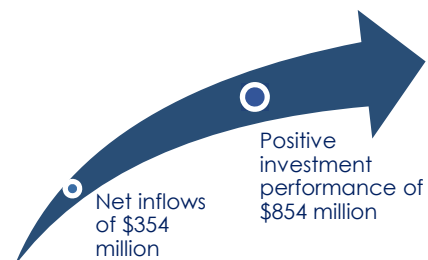 Net inflows
of $354
million
Positive
investment
performance of
$854 million